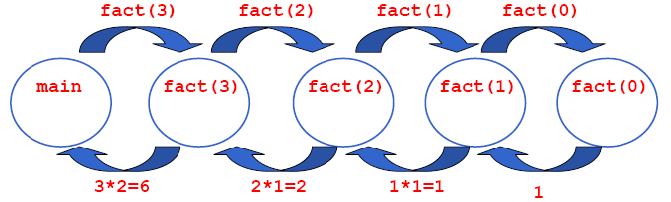 fact(3) fact(2) fact(1) fact(0)
main fact(3) fact(2) fact(1) fact(0)
3*2=6 2*1=2 1*1=1 1